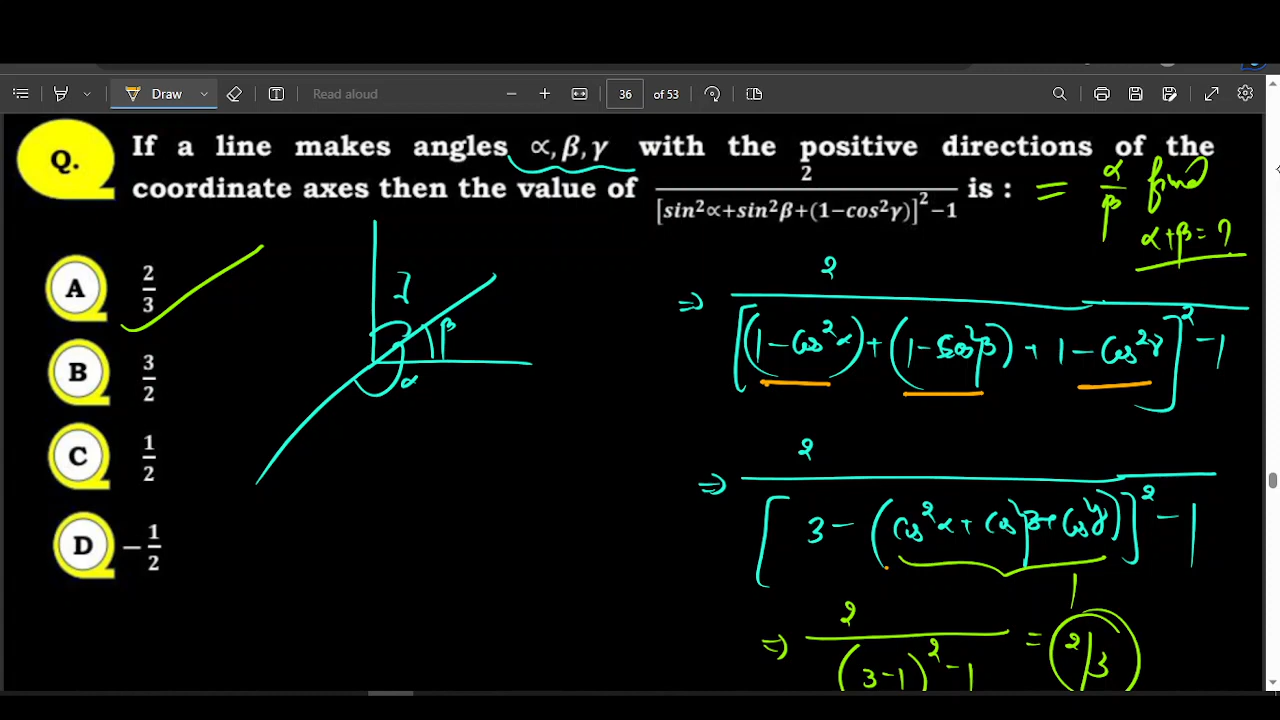 Draw Read aloud 36 of 53
Q. If a line makes angles ∝, β, γ with the positive directions of the
coordinate axes then the value of 2/([sin²α+sin²β+(1−cos²γ)]²−1) is : = α/β find
α+β=?
A 2/3
B 3/2
C 1/2
D −1/2
β
α
⇒ 2/([(1−Cos²α)+(1−Cos²β)+1−Cos²γ]²−1)
⇒ 2/([3−(Cos²α+Cos²β+Cos²γ)]²−1)
1
⇒ 2/((3−1)²−1) = 2/3